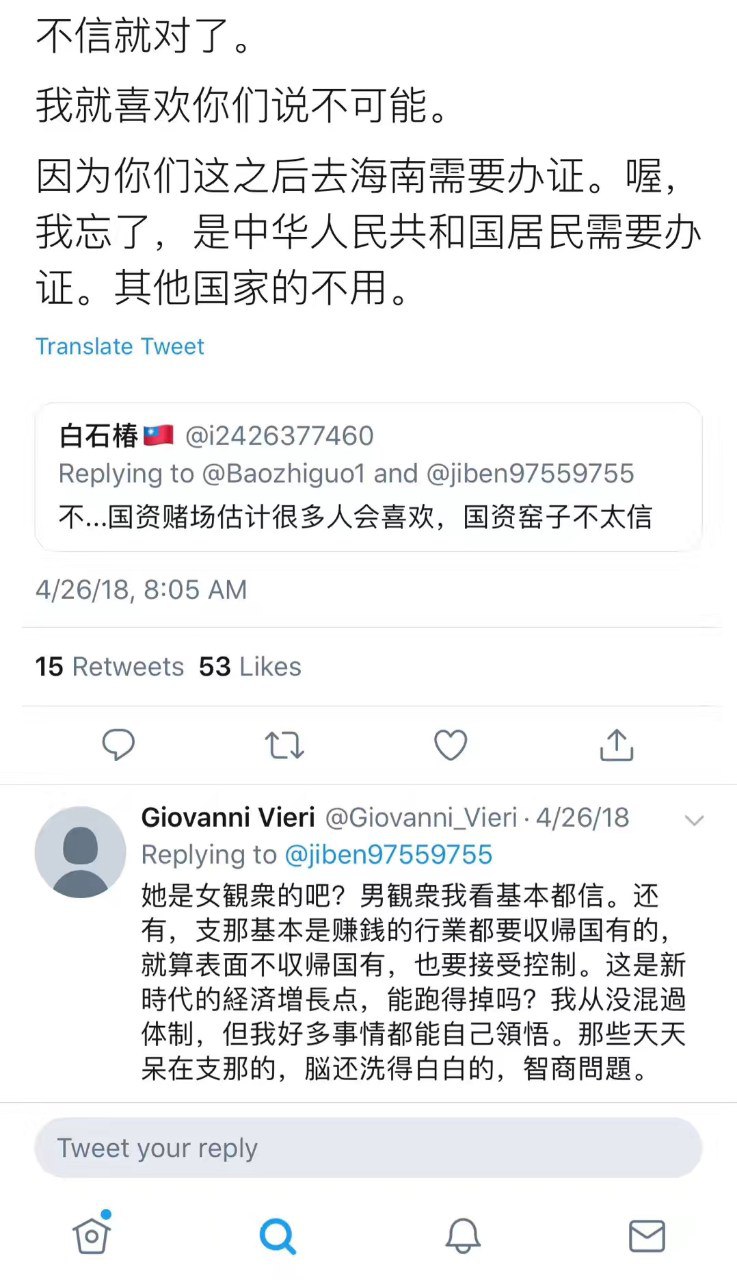 不信就对了。
我就喜欢你们说不可能。
因为你们这之后去海南需要办证。喔，
我忘了，是中华人民共和国居民需要办
证。其他国家的不用。
Translate Tweet
白石椿🇹🇼 @i2426377460
Replying to @Baozhiguo1 and @jiben97559755
不...国资赌场估计很多人会喜欢，国资窑子不太信
4/26/18, 8:05 AM
15 Retweets 53 Likes
Giovanni Vieri @Giovanni_Vieri · 4/26/18
Replying to @jiben97559755
她是女観衆的吧？男観衆我看基本都信。还
有，支那基本是赚銭的行業都要収帰国有的，
就算表面不収帰国有，也要接受控制。这是新
時代的経済増長点，能跑得掉吗？我从没混過
体制，但我好多事情都能自己領悟。那些天天
呆在支那的，脳还洗得白白的，智商問題。
Tweet your reply